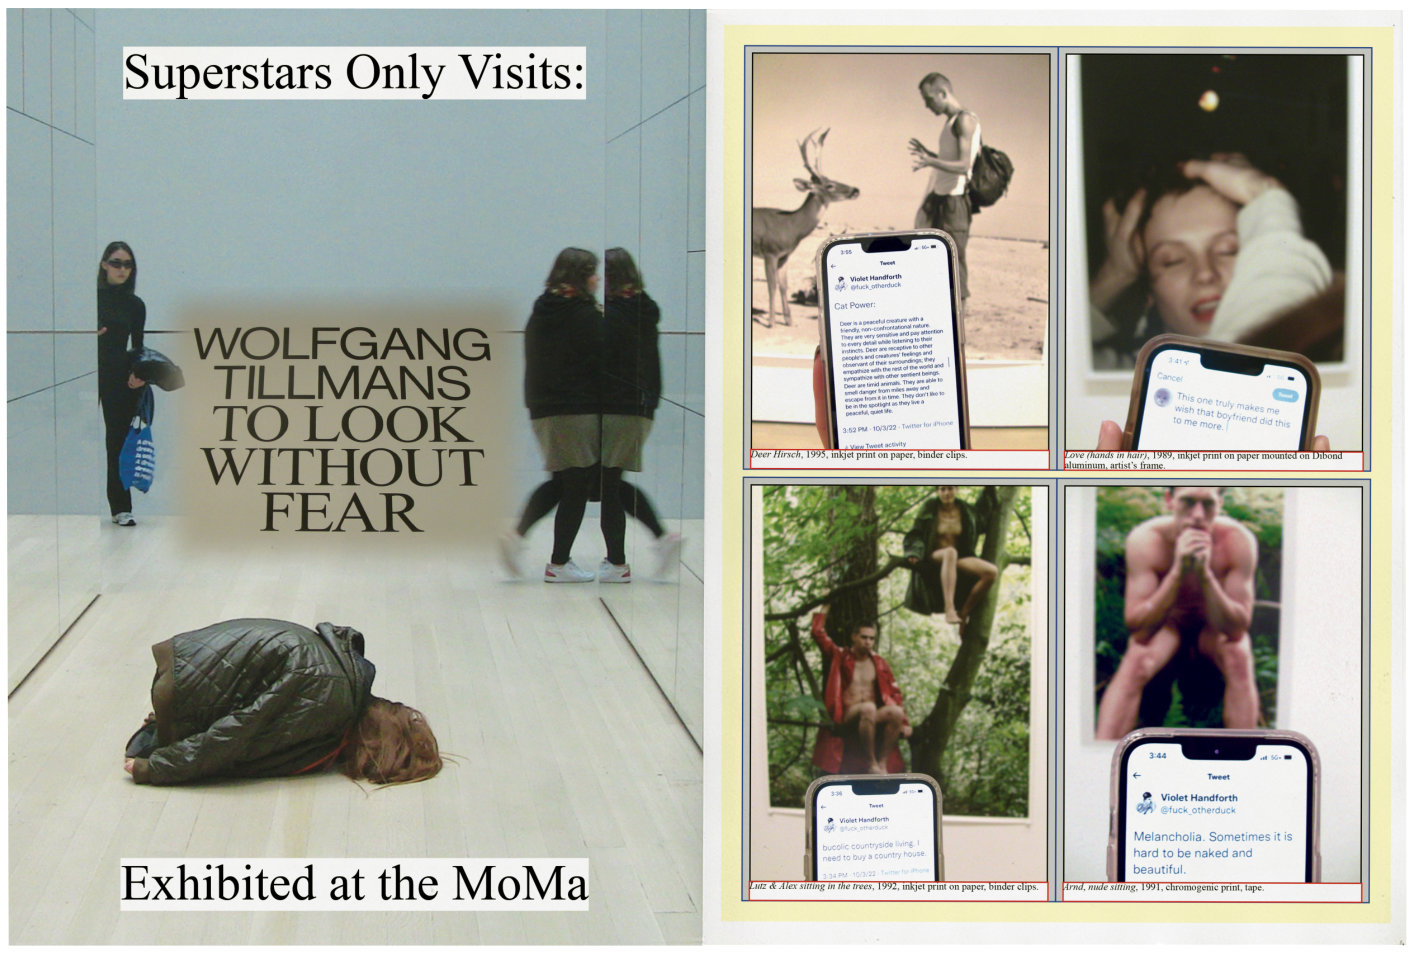 Superstars Only Visits:
WOLFGANG
TILLMANS
TO LOOK
WITHOUT
FEAR
Exhibited at the MoMa
3:55
5G
Tweet
Violet Handforth
@fuck_otherduck
Cat Power:
Deer is a peaceful creature with a
friendly, non-confrontational nature.
They are very sensitive and pay attention
to every detail while listening to their
instincts. Deer are receptive to other
people's and creatures' feelings and
observant of their surroundings; they
empathize with the rest of the world and
sympathize with other sentient beings.
Deer are timid animals. They are able to
smell danger from miles away and
escape from it in time. They don't like to
be in the spotlight as they live a
peaceful, quiet life.
3:52 PM · 10/3/22 · Twitter for iPhone
View Tweet activity
Deer Hirsch, 1995, inkjet print on paper, binder clips.
3:41
5G
Cancel
Tweet
This one truly makes me
wish that boyfriend did this
to me more.
Love (hands in hair), 1989, inkjet print on paper mounted on Dibond
aluminum, artist's frame.
3:36
5G
Tweet
Violet Handforth
@fuck_otherduck
bucolic countryside living. I
need to buy a country house.
3:34 PM · 10/3/22 · Twitter for iPhone
Lutz & Alex sitting in the trees, 1992, inkjet print on paper, binder clips.
3:44
5G
Tweet
Violet Handforth
@fuck_otherduck
Melancholia. Sometimes it is
hard to be naked and
beautiful.
Arnd, nude sitting, 1991, chromogenic print, tape.